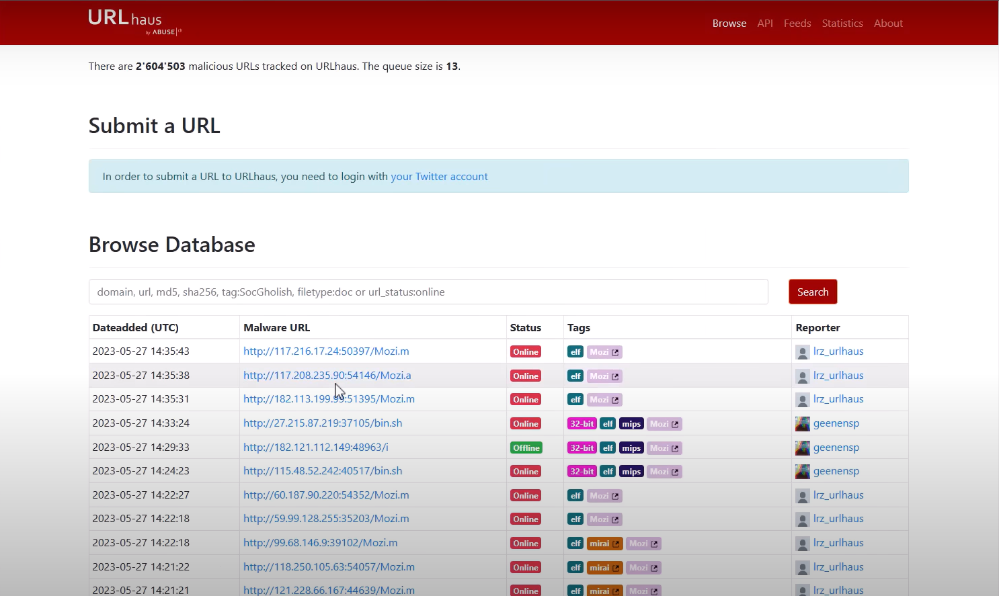 URLhaus
by ABUSE|ch
Browse API Feeds Statistics About
There are 2'604'503 malicious URLs tracked on URLhaus. The queue size is 13.
Submit a URL
In order to submit a URL to URLhaus, you need to login with your Twitter account
Browse Database
domain, url, md5, sha256, tag:SocGholish, filetype:doc or url_status:online Search
Dateadded (UTC) Malware URL Status Tags Reporter
2023-05-27 14:35:43 http://117.216.17.24:50397/Mozi.m Online elf Mozi lrz_urlhaus
2023-05-27 14:35:38 http://117.208.235.90:54146/Mozi.a Online elf Mozi lrz_urlhaus
2023-05-27 14:35:31 http://182.113.199.99:51395/Mozi.m Online elf Mozi lrz_urlhaus
2023-05-27 14:33:24 http://27.215.87.219:37105/bin.sh Online 32-bit elf mips Mozi geenensp
2023-05-27 14:29:33 http://182.121.112.149:48963/i Offline 32-bit elf mips Mozi geenensp
2023-05-27 14:24:23 http://115.48.52.242:40517/bin.sh Online 32-bit elf mips Mozi geenensp
2023-05-27 14:22:27 http://60.187.90.220:54352/Mozi.m Online elf Mozi lrz_urlhaus
2023-05-27 14:22:18 http://59.99.128.255:35203/Mozi.m Online elf Mozi lrz_urlhaus
2023-05-27 14:22:18 http://99.68.146.9:39102/Mozi.m Online elf mirai Mozi lrz_urlhaus
2023-05-27 14:21:22 http://118.250.105.63:54057/Mozi.m Online elf mirai Mozi lrz_urlhaus
2023-05-27 14:21:21 http://121.228.66.167:44639/Mozi.m Online elf mirai Mozi lrz_urlhaus